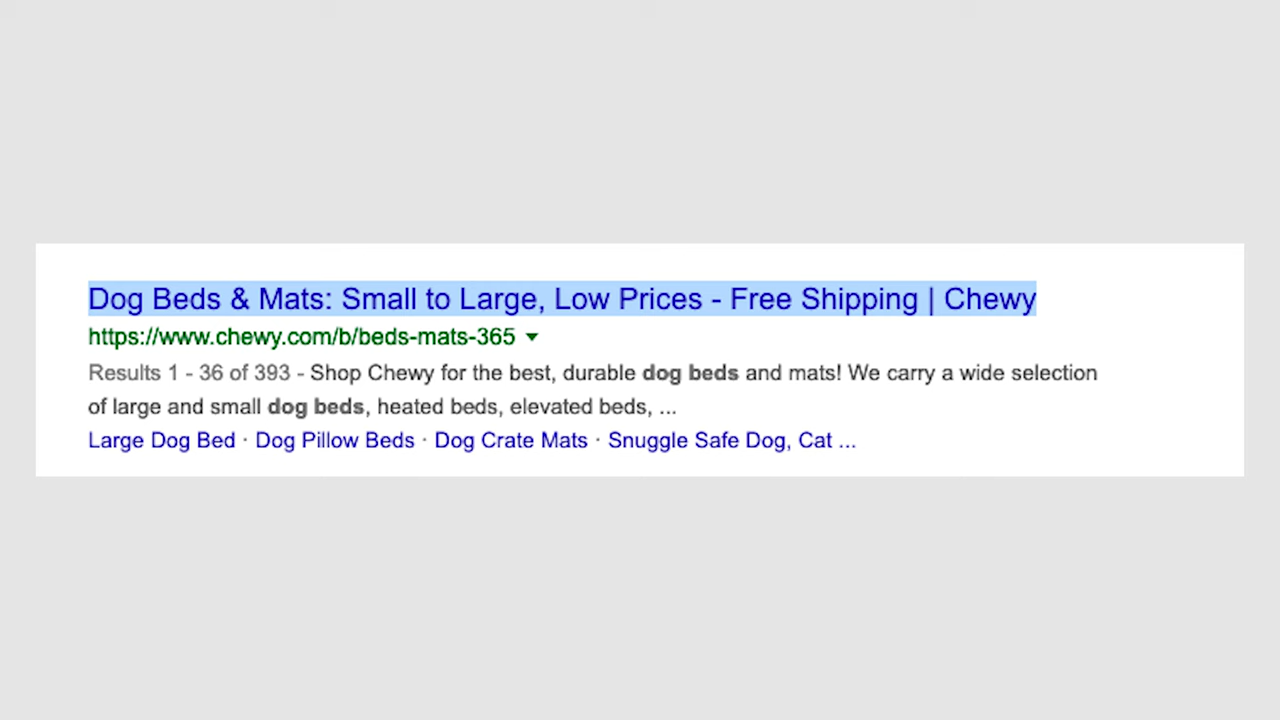 Dog Beds & Mats: Small to Large, Low Prices - Free Shipping | Chewy
https://www.chewy.com/b/beds-mats-365
Results 1 - 36 of 393 - Shop Chewy for the best, durable dog beds and mats! We carry a wide selection
of large and small dog beds, heated beds, elevated beds, ...
Large Dog Bed · Dog Pillow Beds · Dog Crate Mats · Snuggle Safe Dog, Cat ...